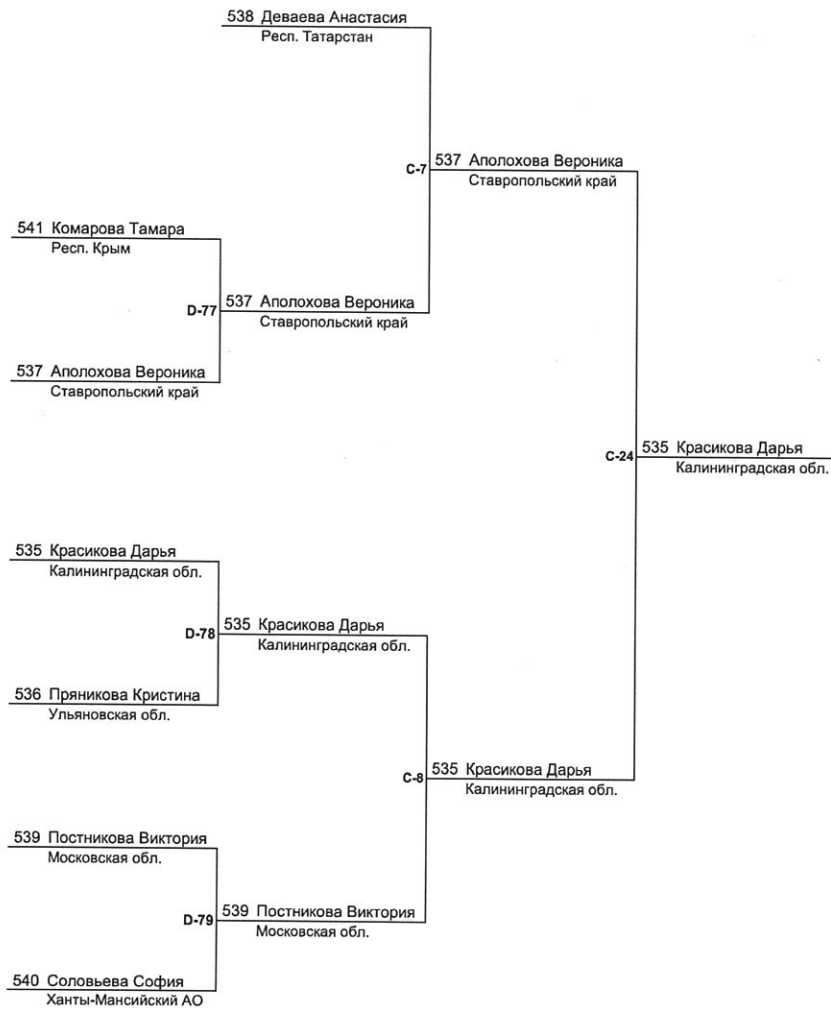 538 Деваева Анастасия
Респ. Татарстан
C-7
537 Аполохова Вероника
Ставропольский край
541 Комарова Тамара
Респ. Крым
D-77
537 Аполохова Вероника
Ставропольский край
537 Аполохова Вероника
Ставропольский край
C-24
535 Красикова Дарья
Калининградская обл.
535 Красикова Дарья
Калининградская обл.
D-78
535 Красикова Дарья
Калининградская обл.
536 Пряникова Кристина
Ульяновская обл.
C-8
535 Красикова Дарья
Калининградская обл.
539 Постникова Виктория
Московская обл.
D-79
539 Постникова Виктория
Московская обл.
540 Соловьева София
Ханты-Мансийский АО